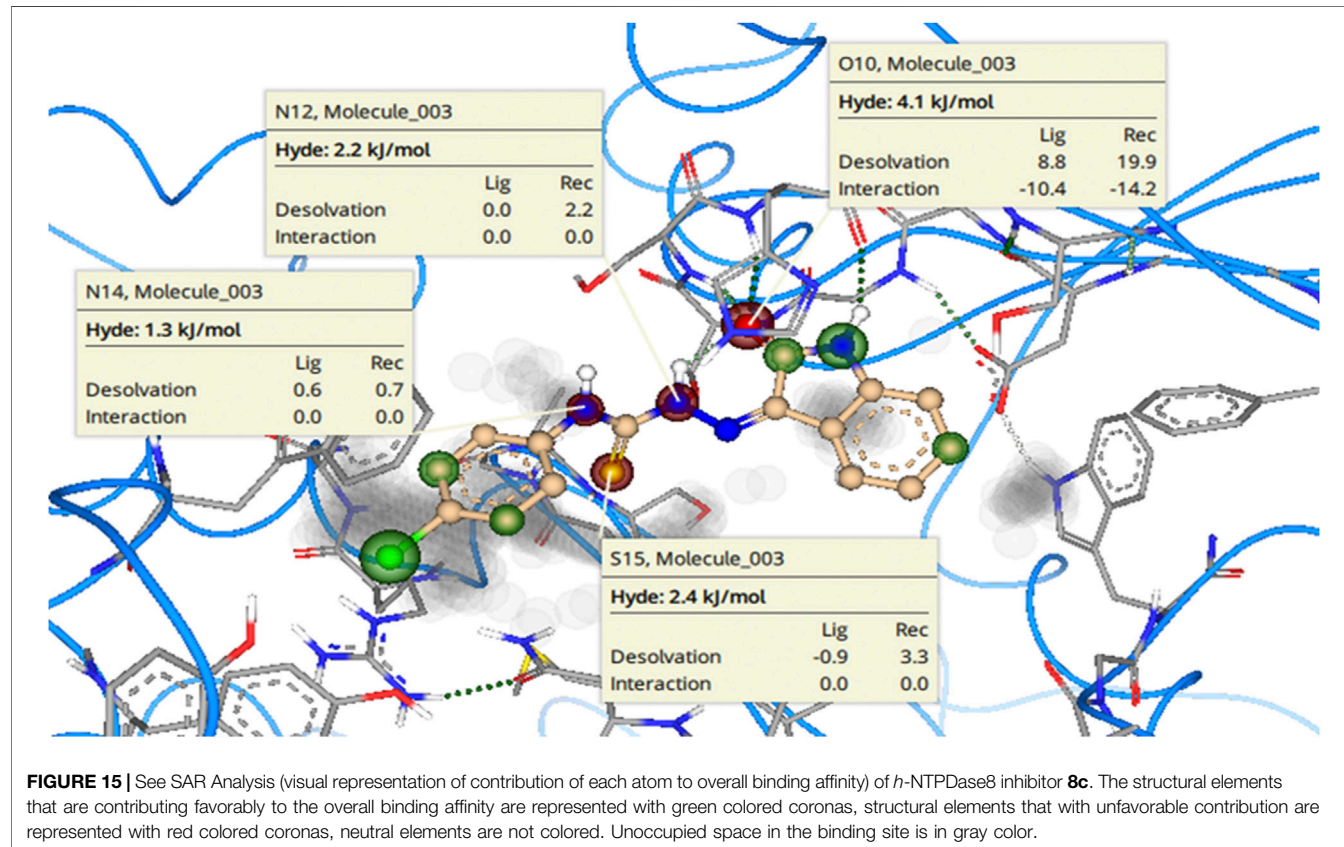 O10, Molecule_003
Hyde: 4.1 kJ/mol
Lig Rec
Desolvation 8.8 19.9
Interaction -10.4 -14.2
N12, Molecule_003
Hyde: 2.2 kJ/mol
Lig Rec
Desolvation 0.0 2.2
Interaction 0.0 0.0
N14, Molecule_003
Hyde: 1.3 kJ/mol
Lig Rec
Desolvation 0.6 0.7
Interaction 0.0 0.0
S15, Molecule_003
Hyde: 2.4 kJ/mol
Lig Rec
Desolvation -0.9 3.3
Interaction 0.0 0.0
FIGURE 15 | See SAR Analysis (visual representation of contribution of each atom to overall binding affinity) of h-NTPDase8 inhibitor 8c. The structural elements
that are contributing favorably to the overall binding affinity are represented with green colored coronas, structural elements that with unfavorable contribution are
represented with red colored coronas, neutral elements are not colored. Unoccupied space in the binding site is in gray color.